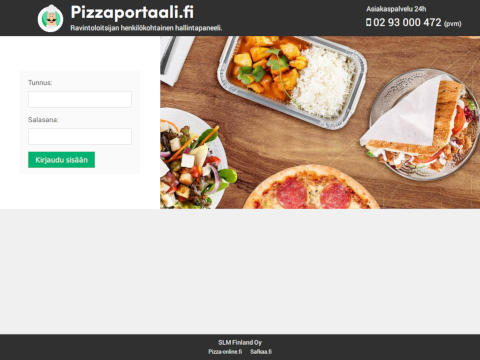 Pizzaportaali.fi
Ravintoloitsijan henkilökohtainen hallintapaneeli.
Asiakaspalvelu 24h
02 93 000 472 (pvm)
Tunnus:
Salasana:
Kirjaudu sisään
SLM Finland Oy
Pizza-online.fi Safkaa.fi